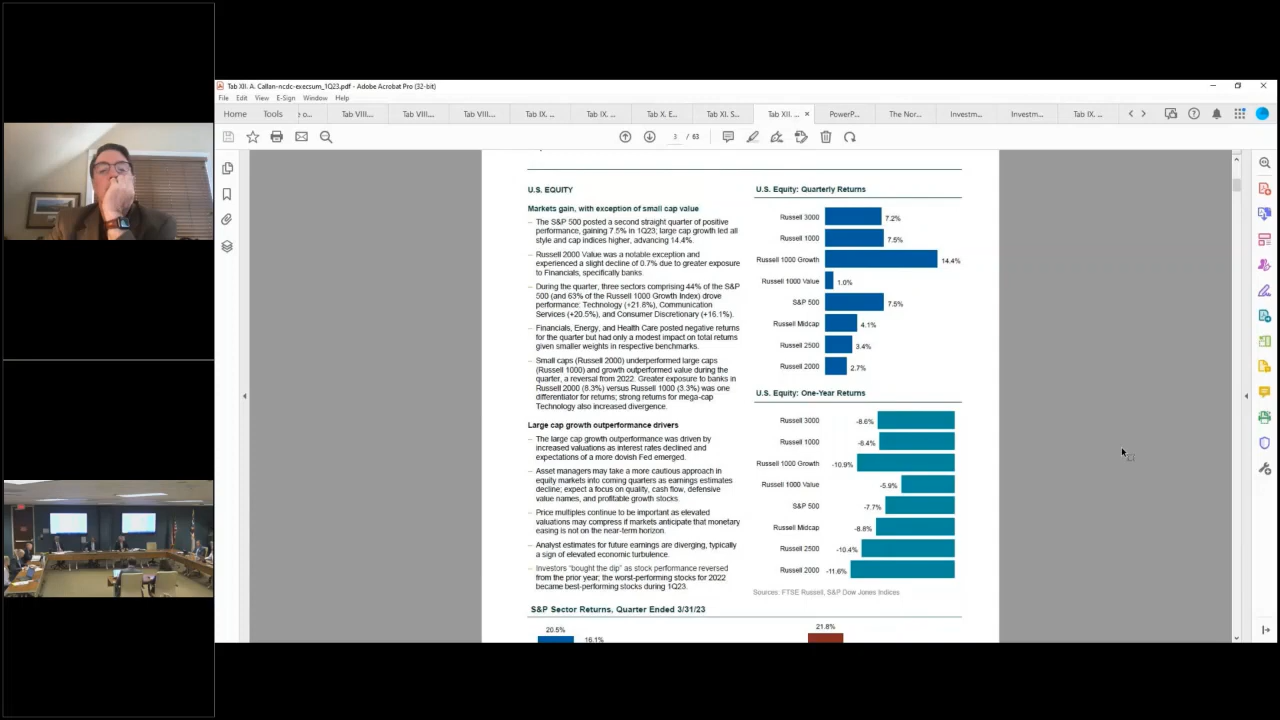 Tab XII. A. Callan-ncdc-execsum_1Q23.pdf - Adobe Acrobat Pro (32-bit)
File Edit View E-Sign Window Help
Home Tools o... Tab VIII.... Tab VIII.... Tab VIII.... Tab IX. ... Tab IX. ... Tab X. E... Tab XI. S... Tab XII. ... × PowerP... The Nor... Investm... Investm... Tab IX. ...
3 / 63
U.S. EQUITY
Markets gain, with exception of small cap value
– The S&P 500 posted a second straight quarter of positive
performance, gaining 7.5% in 1Q23; large cap growth led all
style and cap indices higher, advancing 14.4%.
– Russell 2000 Value was a notable exception and
experienced a slight decline of 0.7% due to greater exposure
to Financials, specifically banks.
– During the quarter, three sectors comprising 44% of the S&P
500 (and 63% of the Russell 1000 Growth Index) drove
performance: Technology (+21.8%), Communication
Services (+20.5%), and Consumer Discretionary (+16.1%).
– Financials, Energy, and Health Care posted negative returns
for the quarter but had only a modest impact on total returns
given smaller weights in respective benchmarks.
– Small caps (Russell 2000) underperformed large caps
(Russell 1000) and growth outperformed value during the
quarter, a reversal from 2022. Greater exposure to banks in
Russell 2000 (8.3%) versus Russell 1000 (3.3%) was one
differentiator for returns; strong returns for mega-cap
Technology also increased divergence.
Large cap growth outperformance drivers
– The large cap growth outperformance was driven by
increased valuations as interest rates declined and
expectations of a more dovish Fed emerged.
– Asset managers may take a more cautious approach in
equity markets into coming quarters as earnings estimates
decline; expect a focus on quality, cash flow, defensive
value names, and profitable growth stocks.
– Price multiples continue to be important as elevated
valuations may compress if markets anticipate that monetary
easing is not on the near-term horizon.
– Analyst estimates for future earnings are diverging, typically
a sign of elevated economic turbulence.
– Investors "bought the dip" as stock performance reversed
from the prior year; the worst-performing stocks for 2022
became best-performing stocks during 1Q23.
U.S. Equity: Quarterly Returns
Russell 3000 7.2%
Russell 1000 7.5%
Russell 1000 Growth 14.4%
Russell 1000 Value 1.0%
S&P 500 7.5%
Russell Midcap 4.1%
Russell 2500 3.4%
Russell 2000 2.7%
U.S. Equity: One-Year Returns
Russell 3000 -8.6%
Russell 1000 -8.4%
Russell 1000 Growth -10.9%
Russell 1000 Value -5.9%
S&P 500 -7.7%
Russell Midcap -8.8%
Russell 2500 -10.4%
Russell 2000 -11.6%
Sources: FTSE Russell, S&P Dow Jones Indices
S&P Sector Returns, Quarter Ended 3/31/23
20.5% 16.1% 21.8%